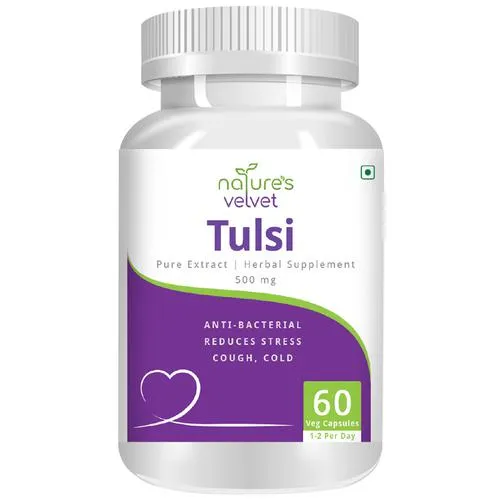 nature's
velvet
Tulsi
Pure Extract | Herbal Supplement
500 mg
ANTI-BACTERIAL
REDUCES STRESS
COUGH, COLD
60
Veg Capsules
1-2 Per Day